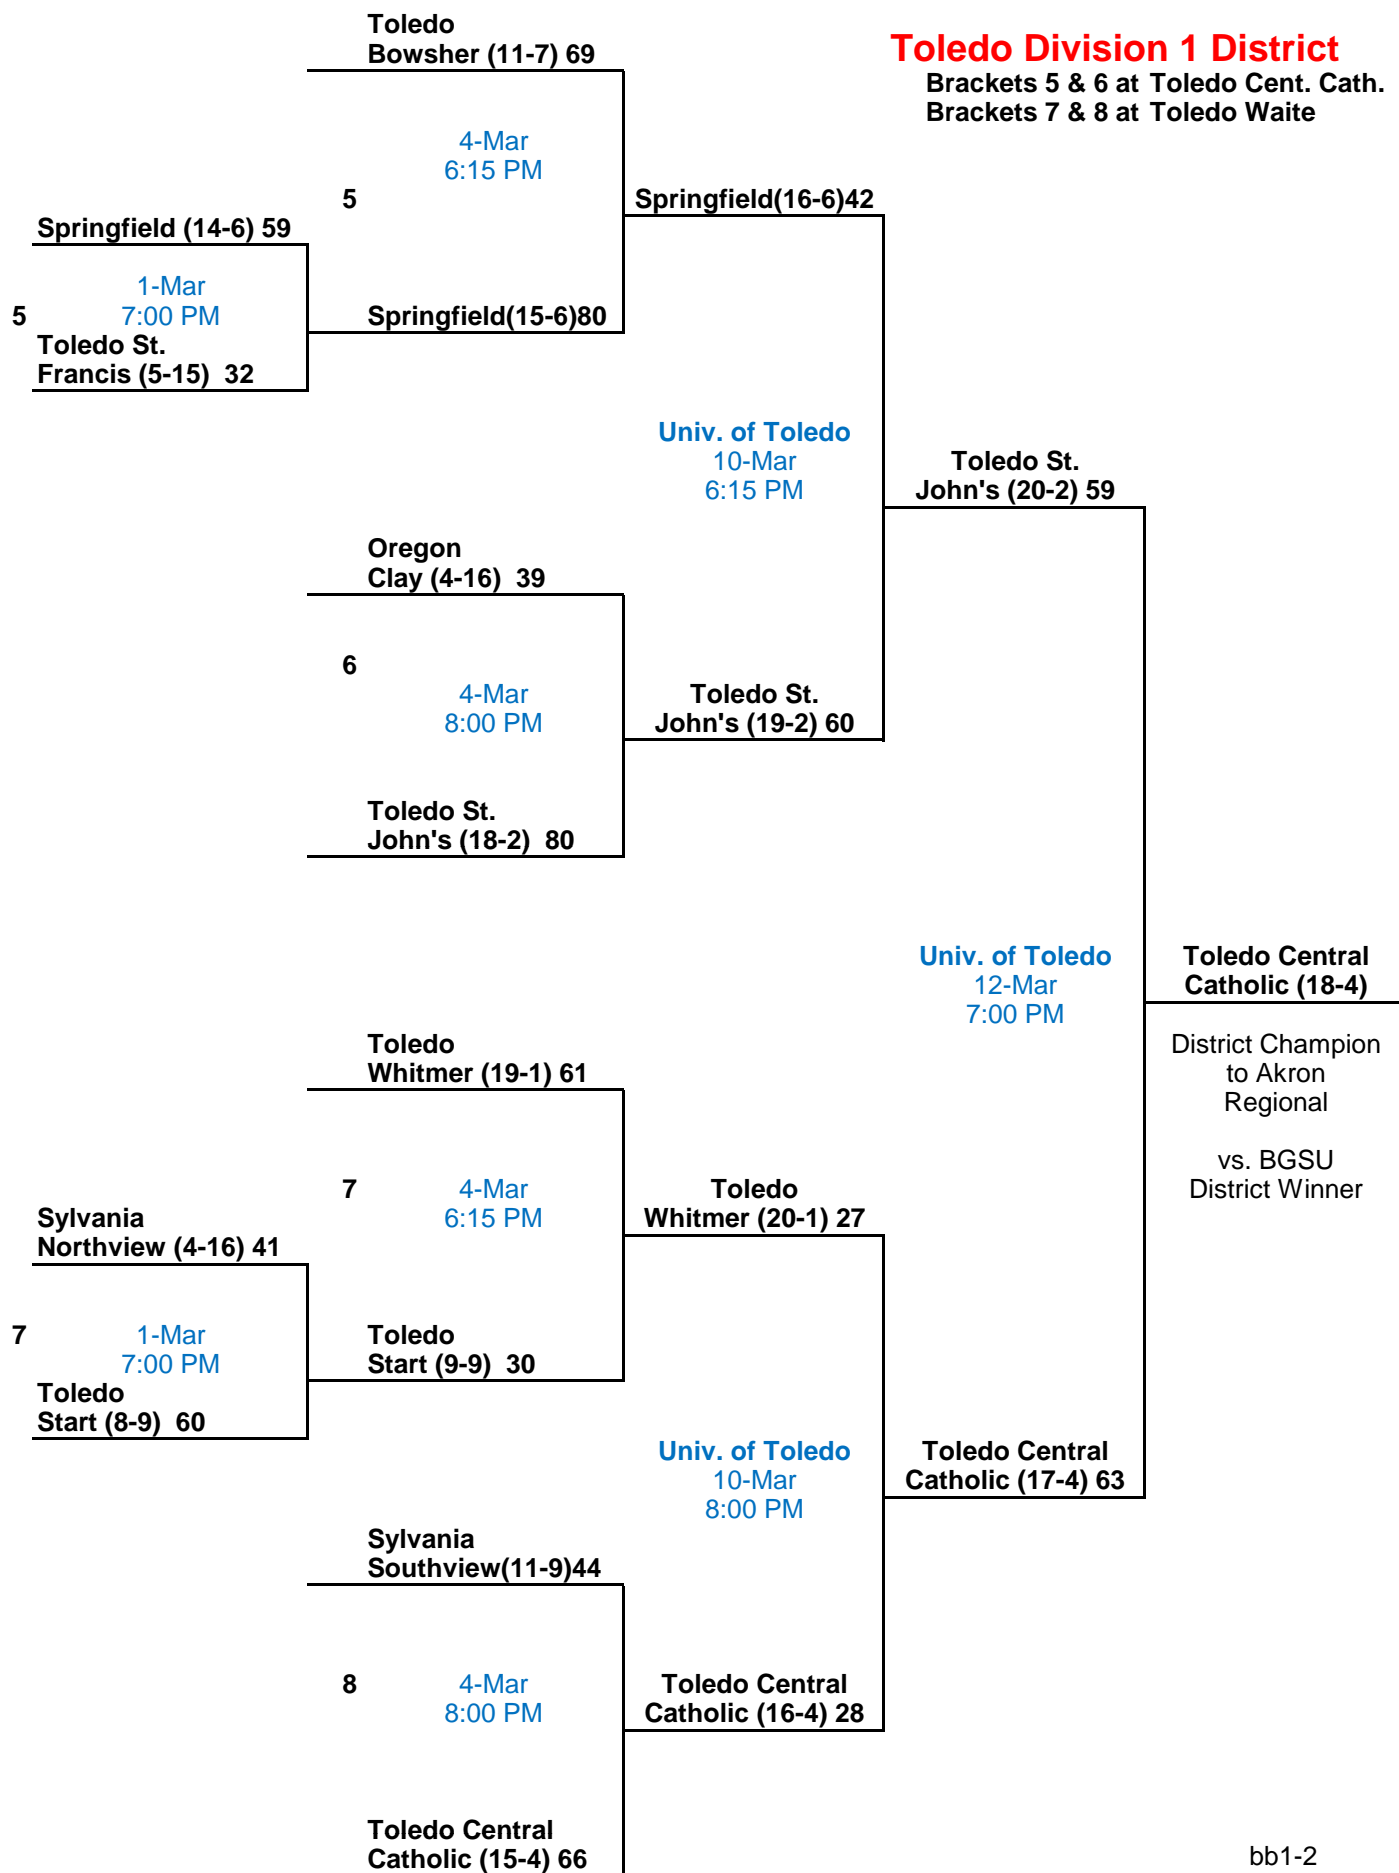 Toledo
Bowsher (11-7) 69
Toledo Division 1 District
Brackets 5 & 6 at Toledo Cent. Cath.
Brackets 7 & 8 at Toledo Waite
4-Mar
6:15 PM
5
Springfield(16-6)42
Springfield (14-6) 59
1-Mar
5
7:00 PM
Springfield(15-6)80
Toledo St.
Francis (5-15) 32
Univ. of Toledo
10-Mar
6:15 PM
Toledo St.
John's (20-2) 59
Oregon
Clay (4-16) 39
6
4-Mar
8:00 PM
Toledo St.
John's (19-2) 60
Toledo St.
John's (18-2) 80
Univ. of Toledo
12-Mar
7:00 PM
Toledo Central
Catholic (18-4)
District Champion
to Akron
Regional
vs. BGSU
District Winner
Toledo
Whitmer (19-1) 61
7
4-Mar
6:15 PM
Toledo
Whitmer (20-1) 27
Sylvania
Northview (4-16) 41
7
1-Mar
7:00 PM
Toledo
Start (9-9) 30
Toledo
Start (8-9) 60
Univ. of Toledo
10-Mar
8:00 PM
Toledo Central
Catholic (17-4) 63
Sylvania
Southview(11-9)44
8
4-Mar
8:00 PM
Toledo Central
Catholic (16-4) 28
Toledo Central
Catholic (15-4) 66
bb1-2